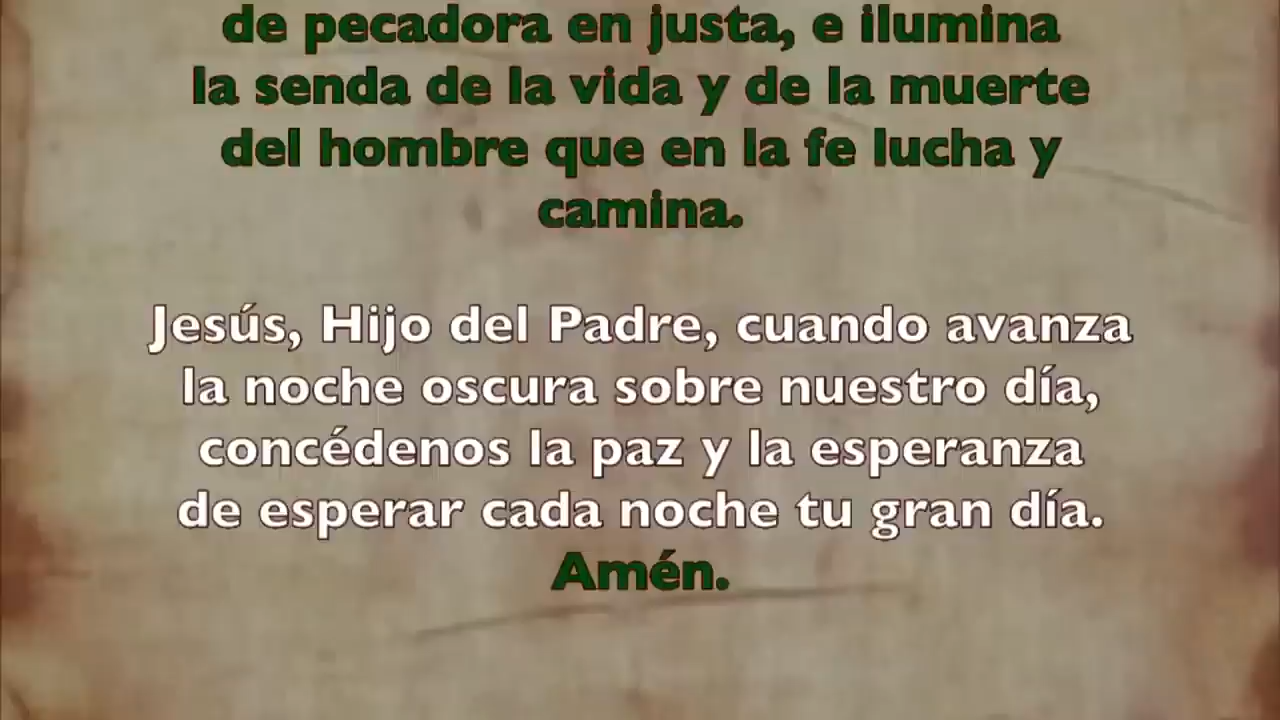 de pecadora en justa, e ilumina
la senda de la vida y de la muerte
del hombre que en la fe lucha y
camina.
Jesús, Hijo del Padre, cuando avanza
la noche oscura sobre nuestro día,
concédenos la paz y la esperanza
de esperar cada noche tu gran día.
Amén.